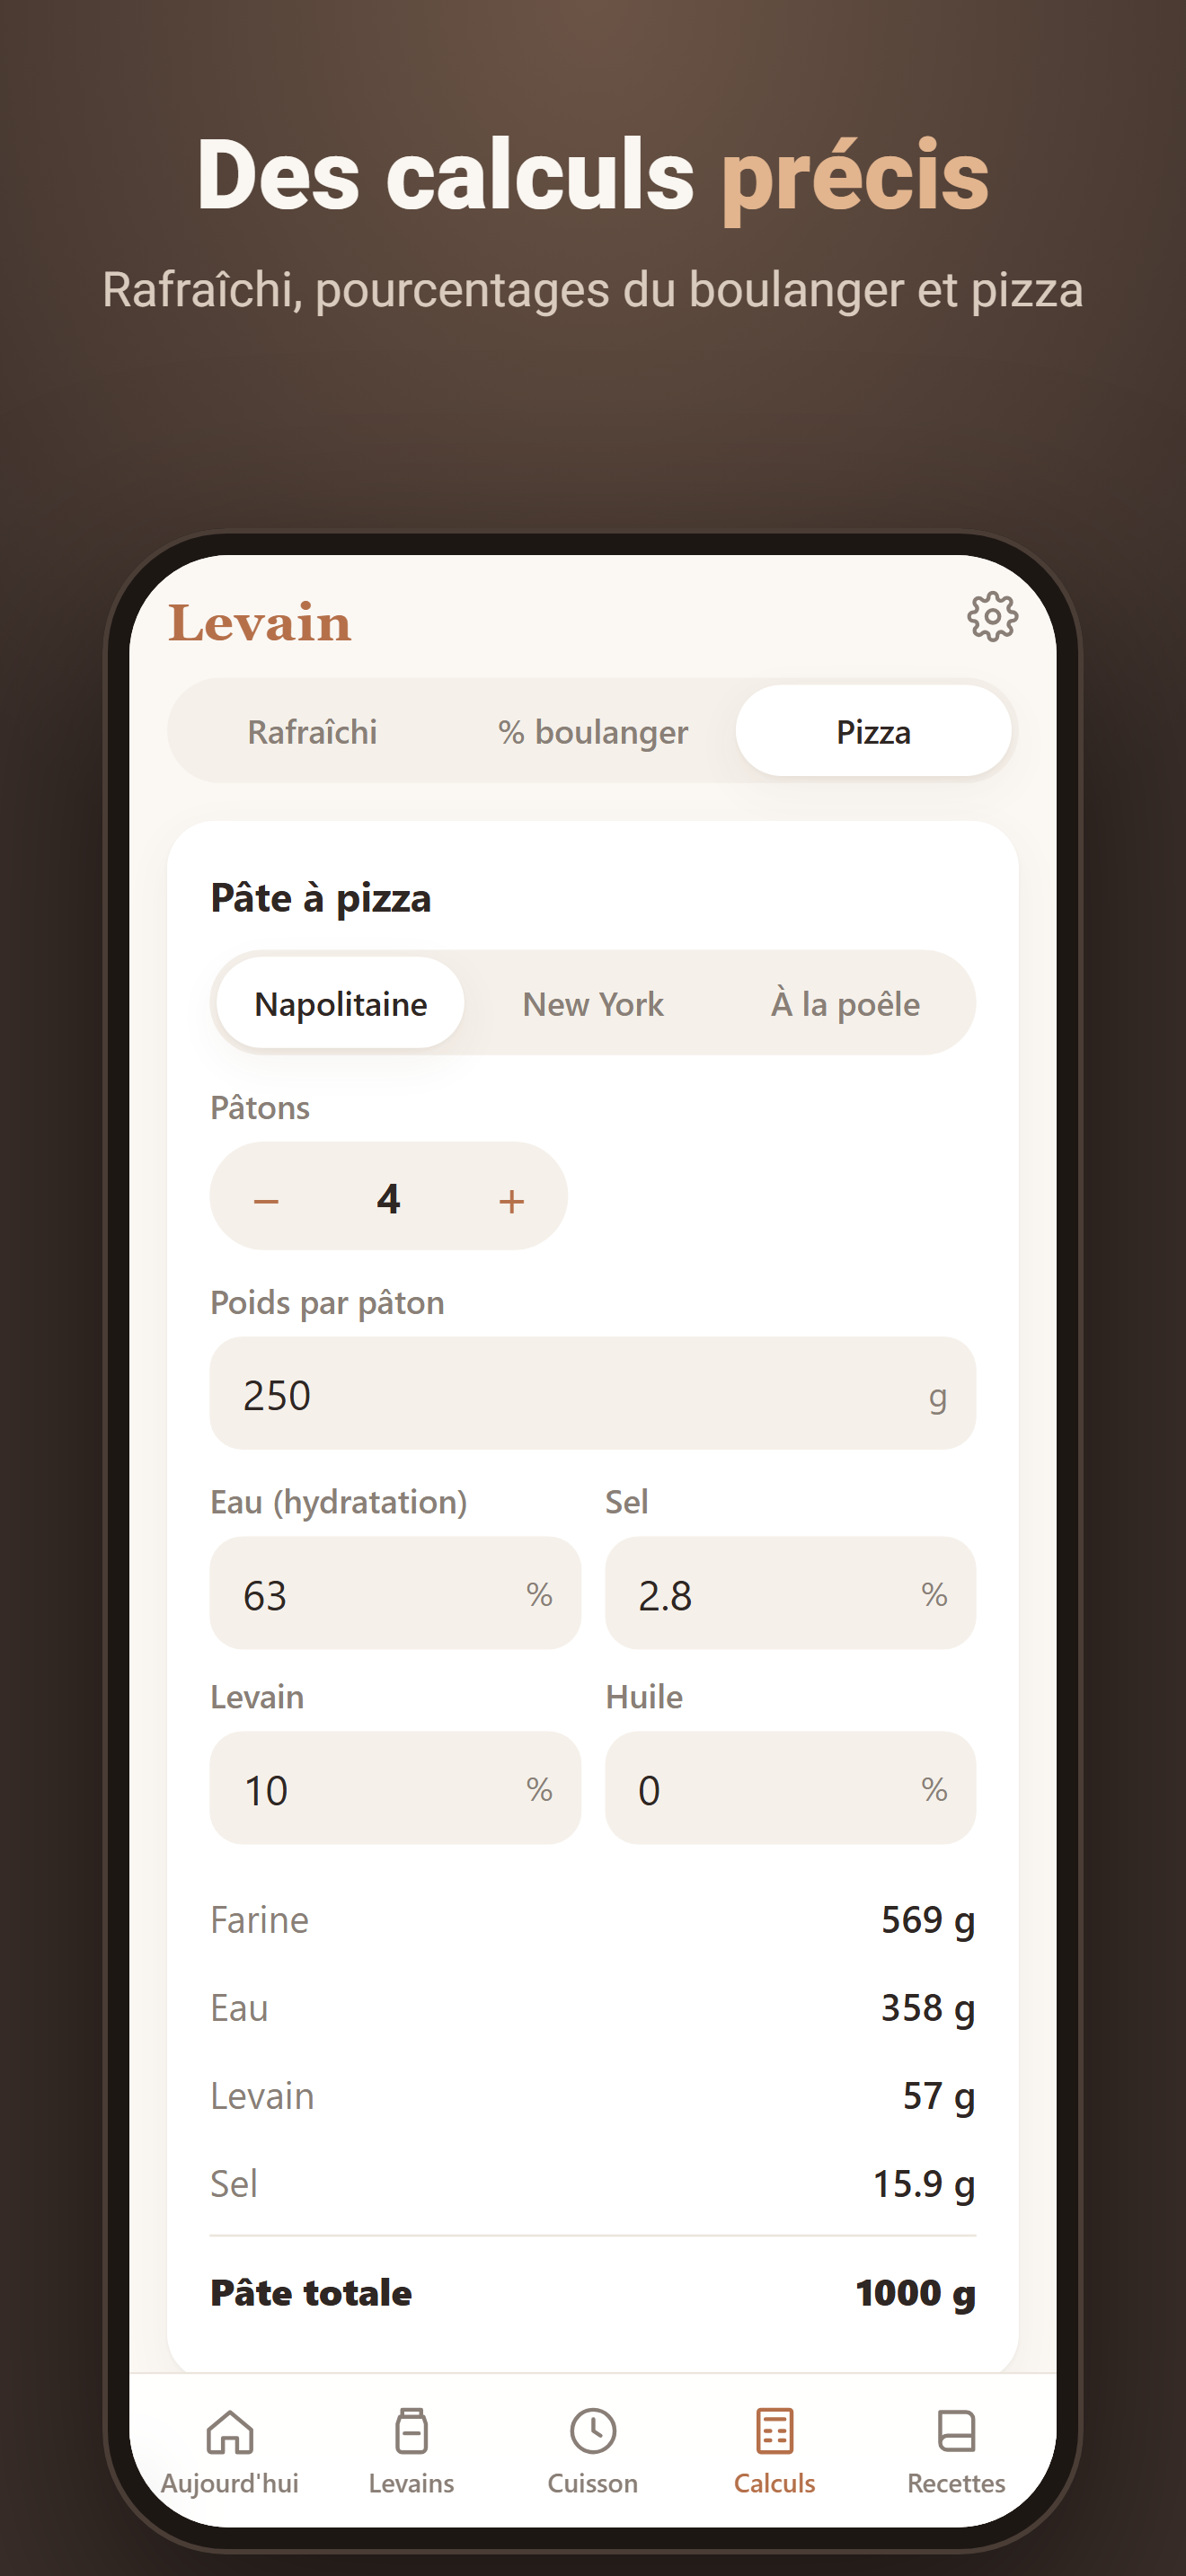 Des calculs précis
Rafraîchi, pourcentages du boulanger et pizza
Levain
Rafraîchi % boulanger Pizza
Pâte à pizza
Napolitaine New York À la poêle
Pâtons
− 4 +
Poids par pâton
250 g
Eau (hydratation) Sel
63 % 2.8 %
Levain Huile
10 % 0 %
Farine 569 g
Eau 358 g
Levain 57 g
Sel 15.9 g
Pâte totale 1000 g
Aujourd'hui Levains Cuisson Calculs Recettes